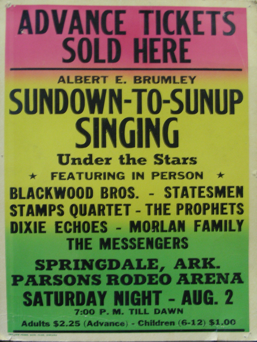 ADVANCE TICKETS
SOLD HERE
ALBERT E. BRUMLEY
SUNDOWN-TO-SUNUP
SINGING
Under the Stars
★ FEATURING IN PERSON ★
BLACKWOOD BROS. - STATESMEN
STAMPS QUARTET - THE PROPHETS
DIXIE ECHOES - MORLAN FAMILY
THE MESSENGERS
SPRINGDALE, ARK.
PARSONS RODEO ARENA
SATURDAY NIGHT - AUG. 2
7:00 P. M. TILL DAWN
Adults $2.25 (Advance) - Children (6-12) $1.00